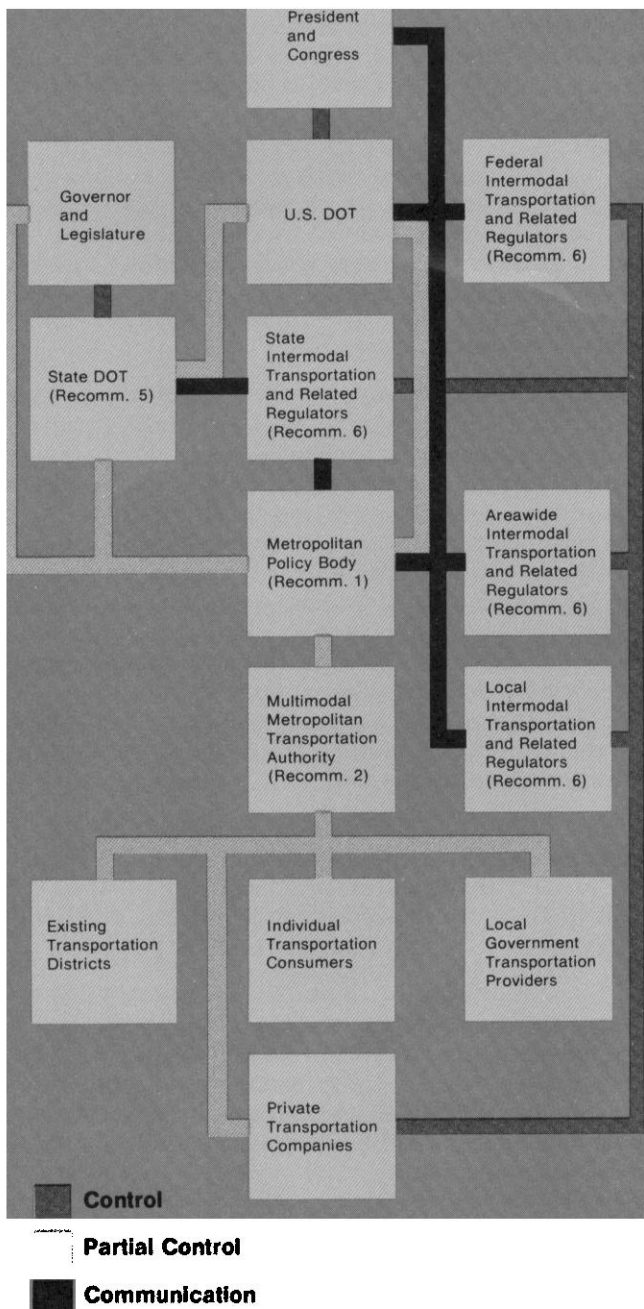 President
and
Congress
Governor
and
Legislature
U.S. DOT
Federal
Intermodal
Transportation
and Related
Regulators
(Recomm. 6)
State DOT
(Recomm. 5)
State
Intermodal
Transportation
and Related
Regulators
(Recomm. 6)
Metropolitan
Policy Body
(Recomm. 1)
Areawide
Intermodal
Transportation
and Related
Regulators
(Recomm. 6)
Multimodal
Metropolitan
Transportation
Authority
(Recomm. 2)
Local
Intermodal
Transportation
and Related
Regulators
(Recomm. 6)
Existing
Transportation
Districts
Individual
Transportation
Consumers
Local
Government
Transportation
Providers
Private
Transportation
Companies
Control
Partial Control
Communication